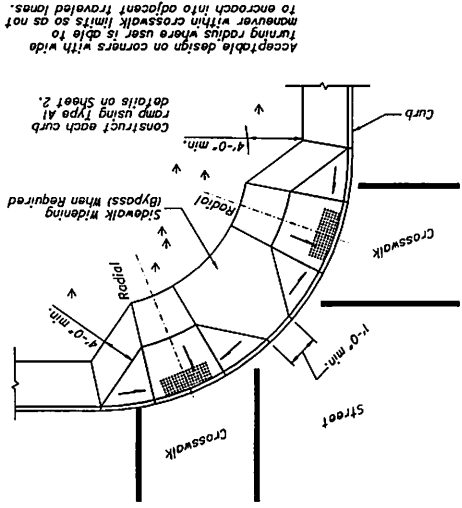 Street
Crosswalk
1'-0" min.
Crosswalk
4'-0" min.
Radial
Radial
Sidewalk Widening
(Bypass) When Required
Curb
4'-0" min.
Construct each curb
ramp using Type A1
details on Sheet 2.
Acceptable design on corners with wide
turning radius where user is able to
maneuver within crosswalk limits so as not
to encroach into adjacent traveled lanes.